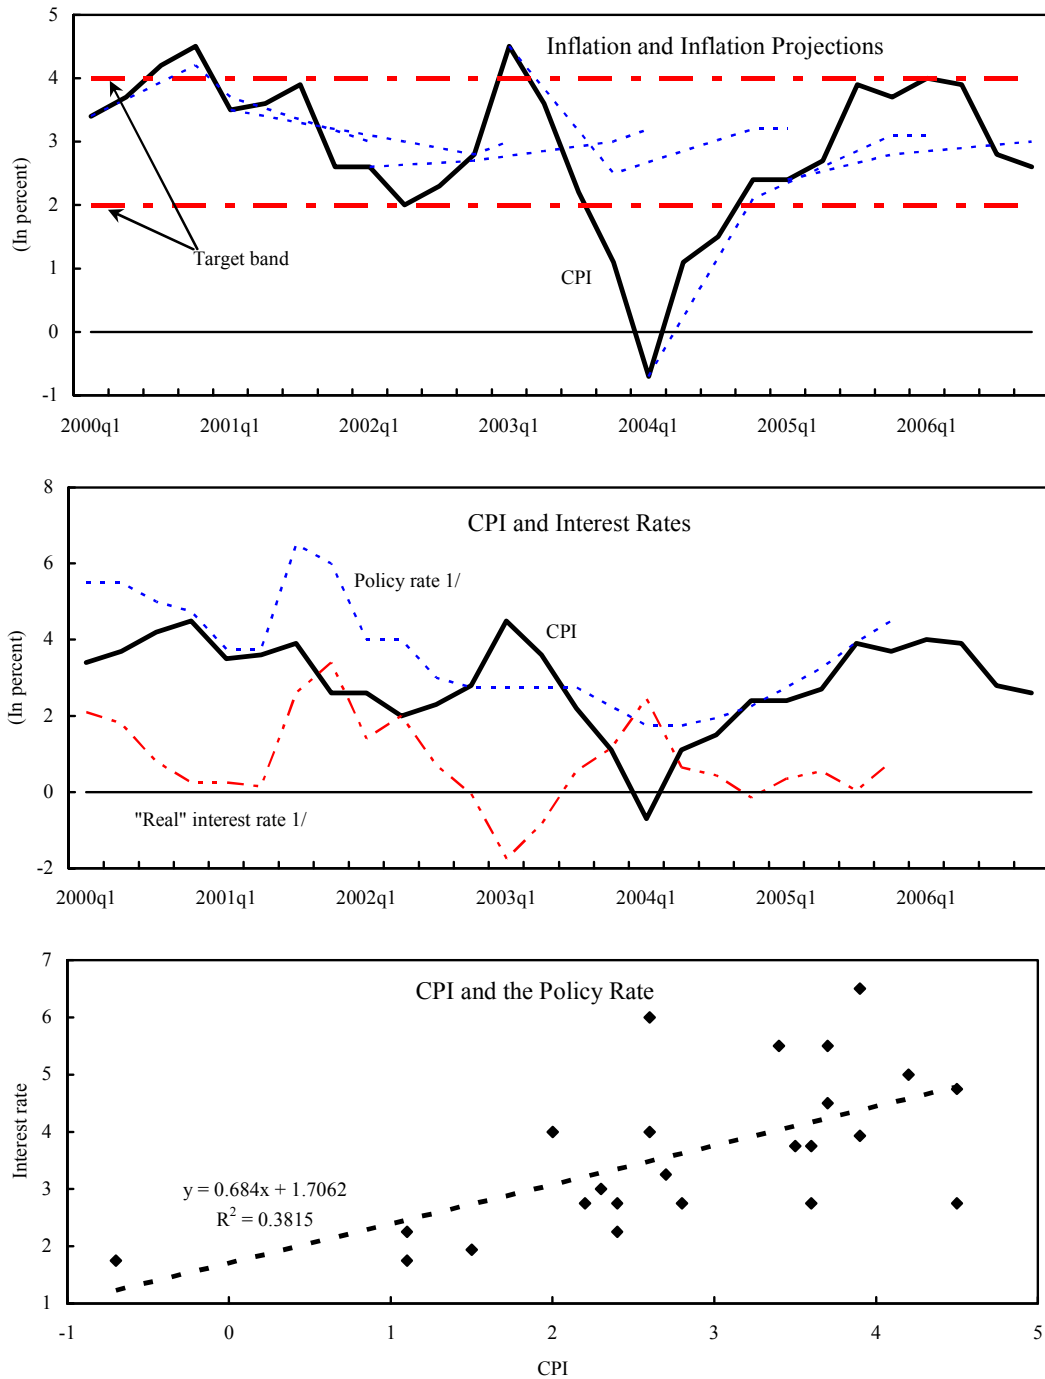 Inflation and Inflation Projections
(In percent)
5
4
3
2
1
0
-1
Target band
CPI
2000q1 2001q1 2002q1 2003q1 2004q1 2005q1 2006q1
CPI and Interest Rates
(In percent)
8
6
4
2
0
-2
Policy rate 1/
CPI
"Real" interest rate 1/
2000q1 2001q1 2002q1 2003q1 2004q1 2005q1 2006q1
CPI and the Policy Rate
Interest rate
7
6
5
4
3
2
1
y = 0.684x + 1.7062
R² = 0.3815
-1 0 1 2 3 4 5
CPI